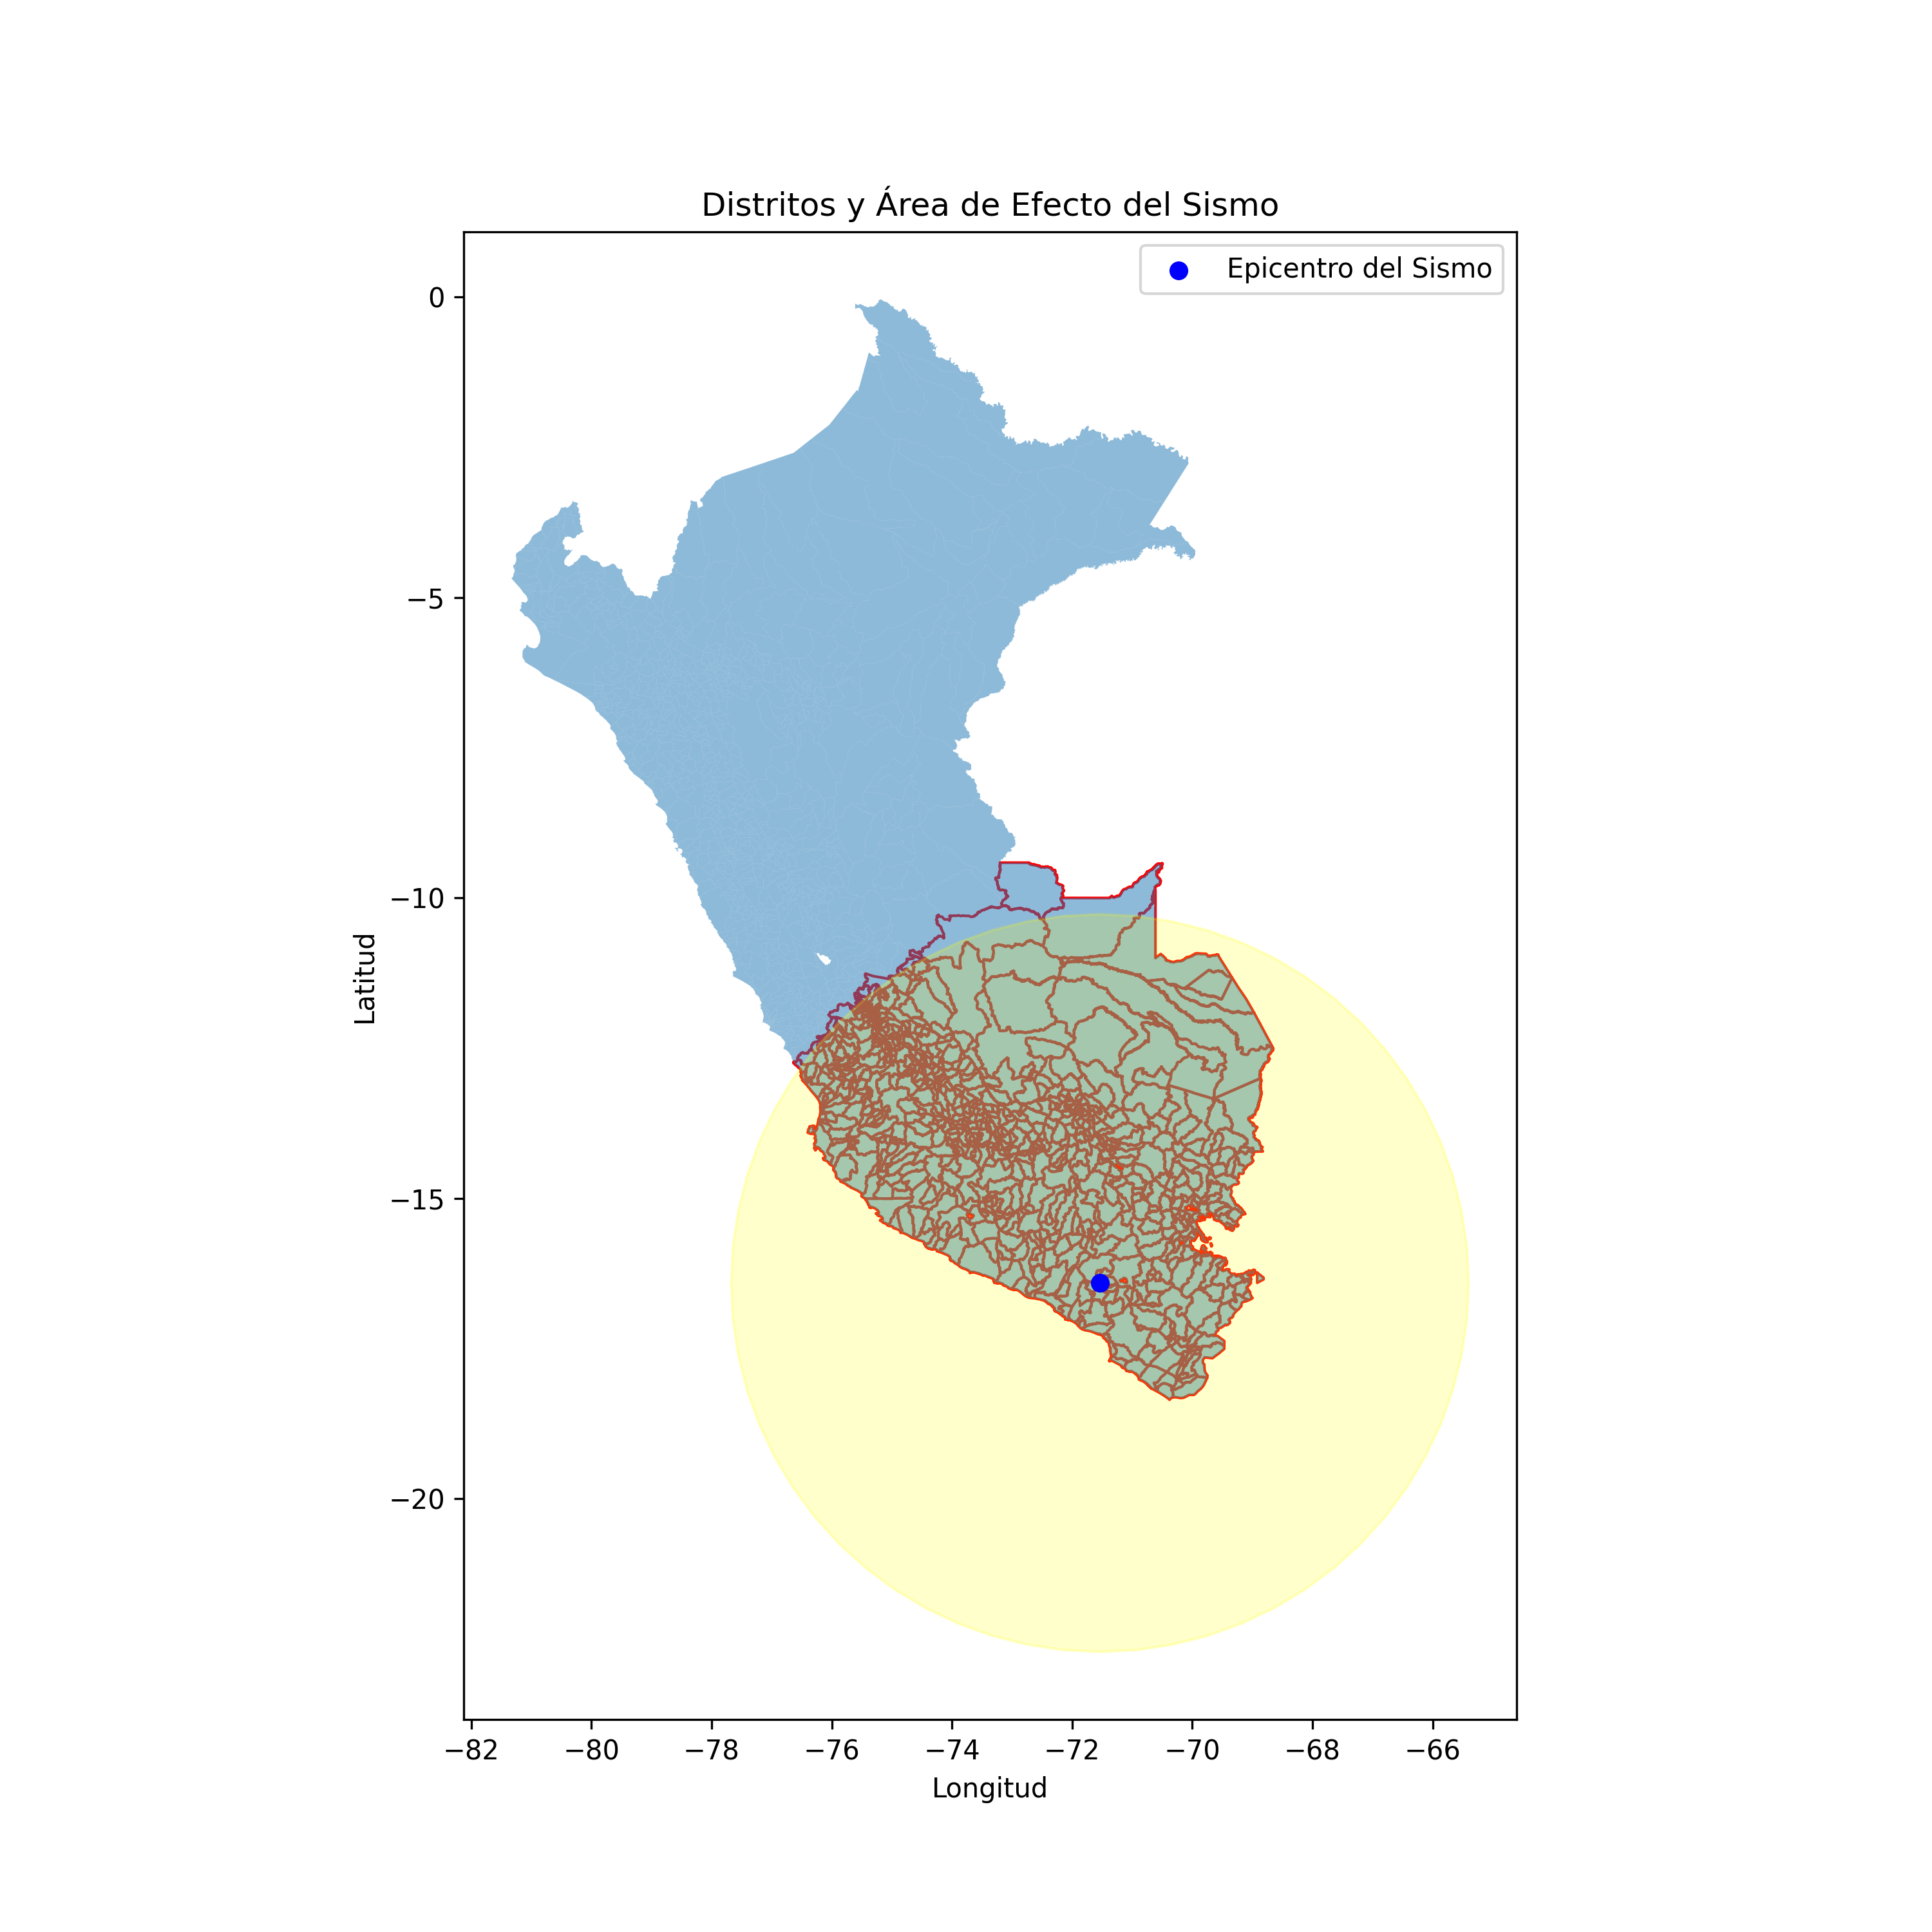 Distritos y Área de Efecto del Sismo
Epicentro del Sismo
0
−5
−10
−15
−20
Latitud
−82 −80 −78 −76 −74 −72 −70 −68 −66
Longitud